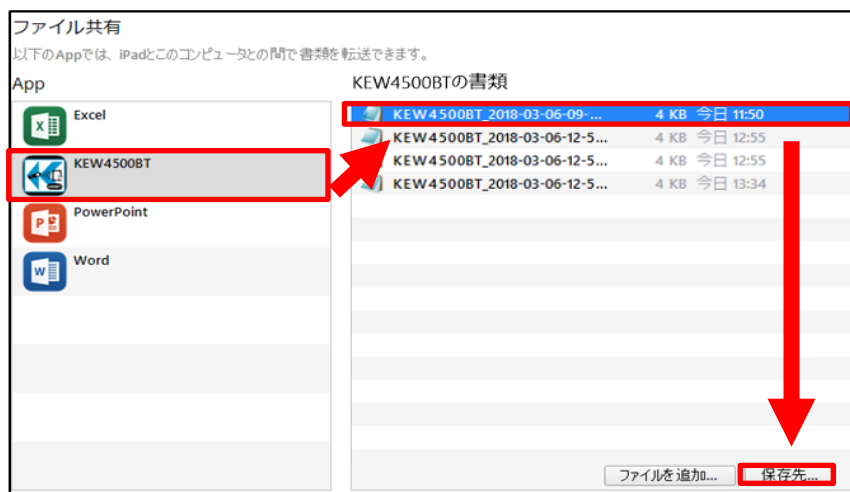 ファイル共有
以下のAppでは、iPadとこのコンピュータとの間で書類を転送できます。
App
Excel
KEW4500BT
PowerPoint
Word
KEW4500BTの書類
KEW4500BT_2018-03-06-09-... 4 KB 今日 11:50
KEW4500BT_2018-03-06-12-5... 4 KB 今日 12:55
KEW4500BT_2018-03-06-12-5... 4 KB 今日 12:55
KEW4500BT_2018-03-06-12-5... 4 KB 今日 13:34
ファイルを追加... 保存先...